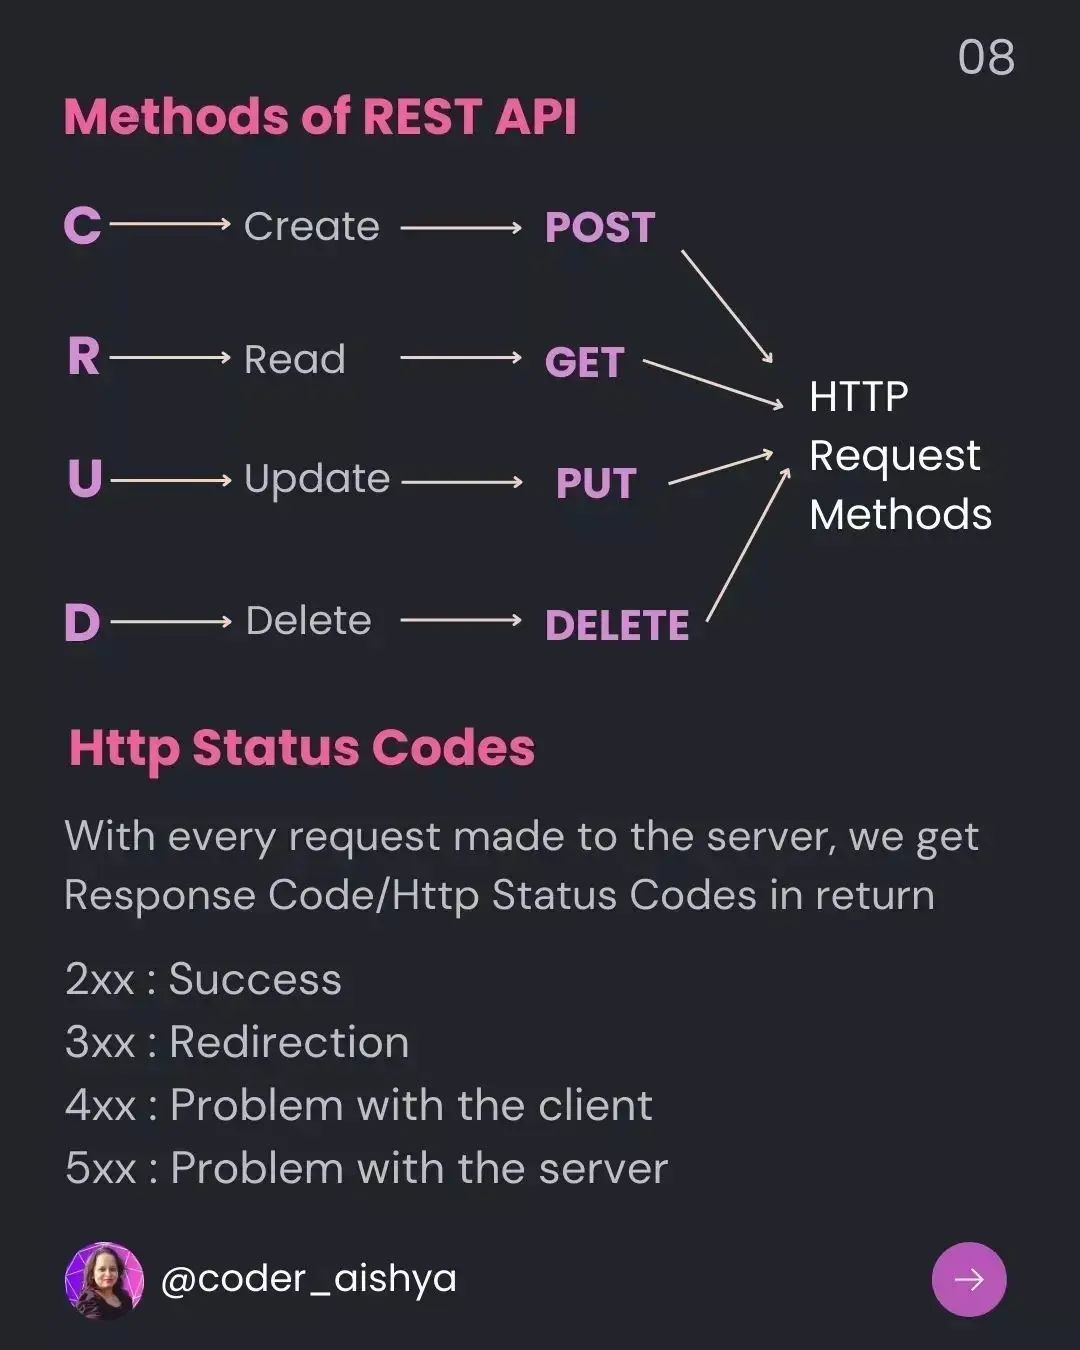 08
Methods of REST API
C Create POST
R Read GET
U Update PUT
D Delete DELETE
HTTP
Request
Methods
Http Status Codes
With every request made to the server, we get
Response Code/Http Status Codes in return
2xx : Success
3xx : Redirection
4xx : Problem with the client
5xx : Problem with the server
@coder_aishya